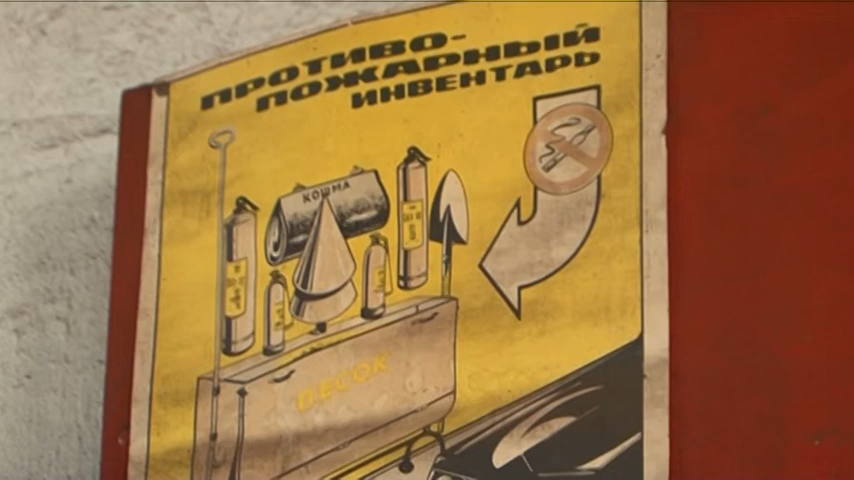 ПРОТИВО-
ПОЖАРНЫЙ
ИНВЕНТАРЬ
КОШМА
ПЕСОК